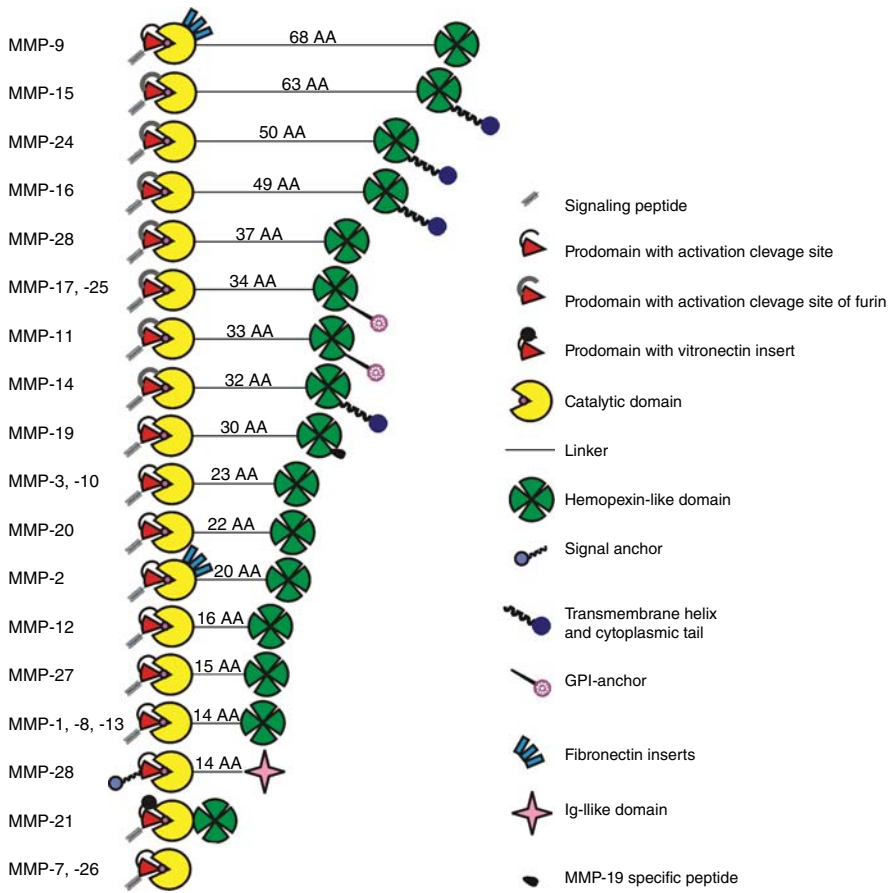 MMP-9
68 AA
MMP-15
63 AA
MMP-24
50 AA
MMP-16
49 AA
MMP-28
37 AA
MMP-17, -25
34 AA
MMP-11
33 AA
MMP-14
32 AA
MMP-19
30 AA
MMP-3, -10
23 AA
MMP-20
22 AA
MMP-2
20 AA
MMP-12
16 AA
MMP-27
15 AA
MMP-1, -8, -13
14 AA
MMP-28
14 AA
MMP-21
MMP-7, -26
Signaling peptide
Prodomain with activation clevage site
Prodomain with activation clevage site of furin
Prodomain with vitronectin insert
Catalytic domain
Linker
Hemopexin-like domain
Signal anchor
Transmembrane helix
and cytoplasmic tail
GPI-anchor
Fibronectin inserts
Ig-llike domain
MMP-19 specific peptide